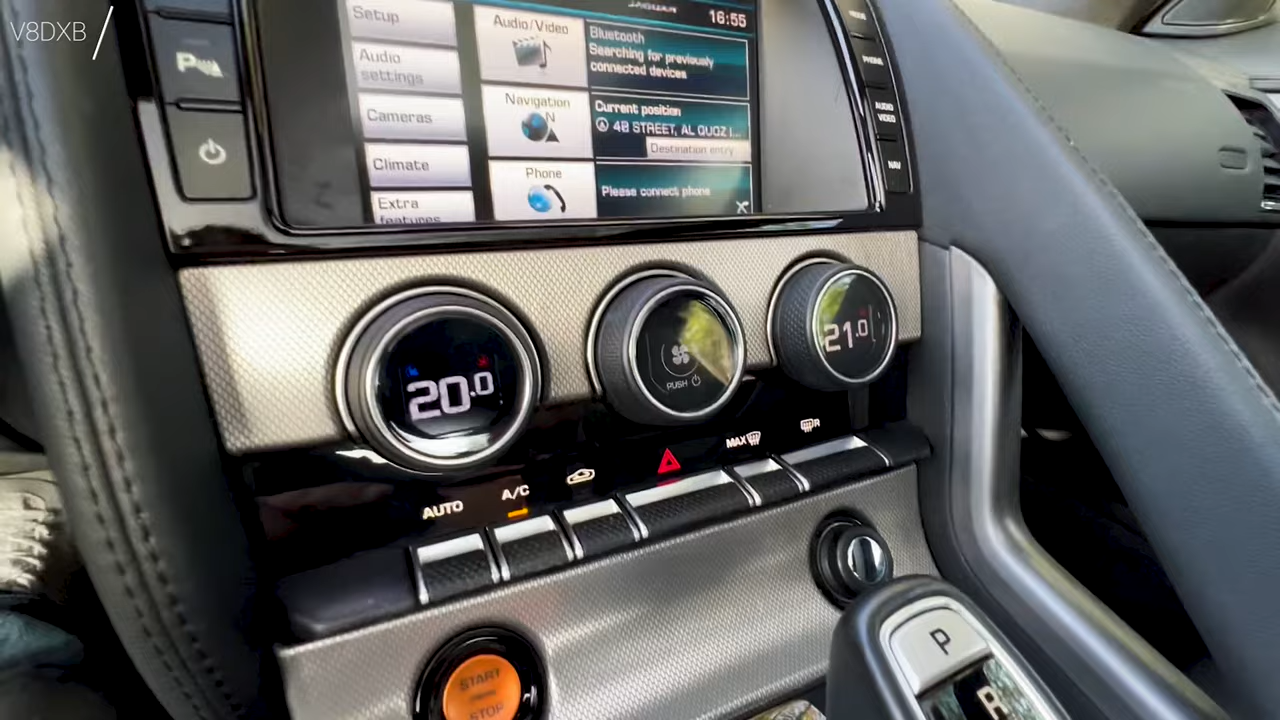 V8DXB /
JAGUAR
16:55
Setup
Audio
settings
Cameras
Climate
Extra
features
Audio/Video
Navigation
N
Phone
Bluetooth
Searching for previously
connected devices
Current position
4B STREET, AL QUOZ I...
Destination entry
Please connect phone
PHONE
AUDIO
VIDEO
NAV
P
20.0
PUSH
21.0
AUTO
A/C
MAX
R
START
STOP
P
R